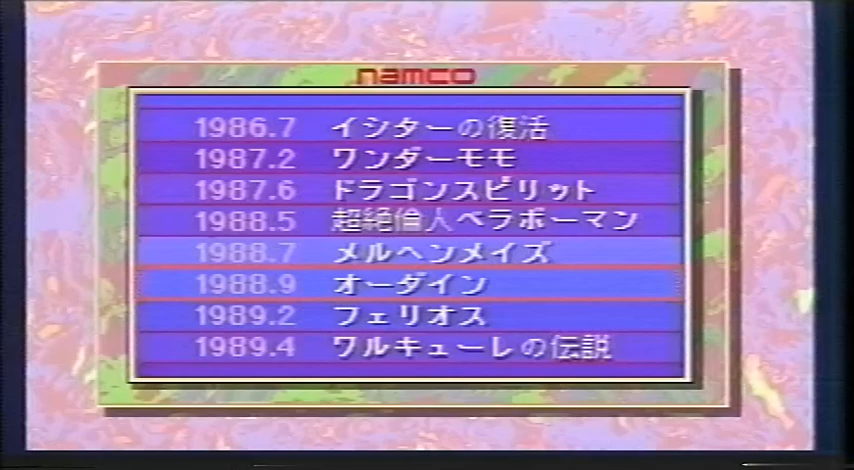 namco
1986.7 イシターの復活
1987.2 ワンダーモモ
1987.6 ドラゴンスピリット
1988.5 超絶倫人ベラボーマン
1988.7 メルヘンメイズ
1988.9 オーダイン
1989.2 フェリオス
1989.4 ワルキューレの伝説